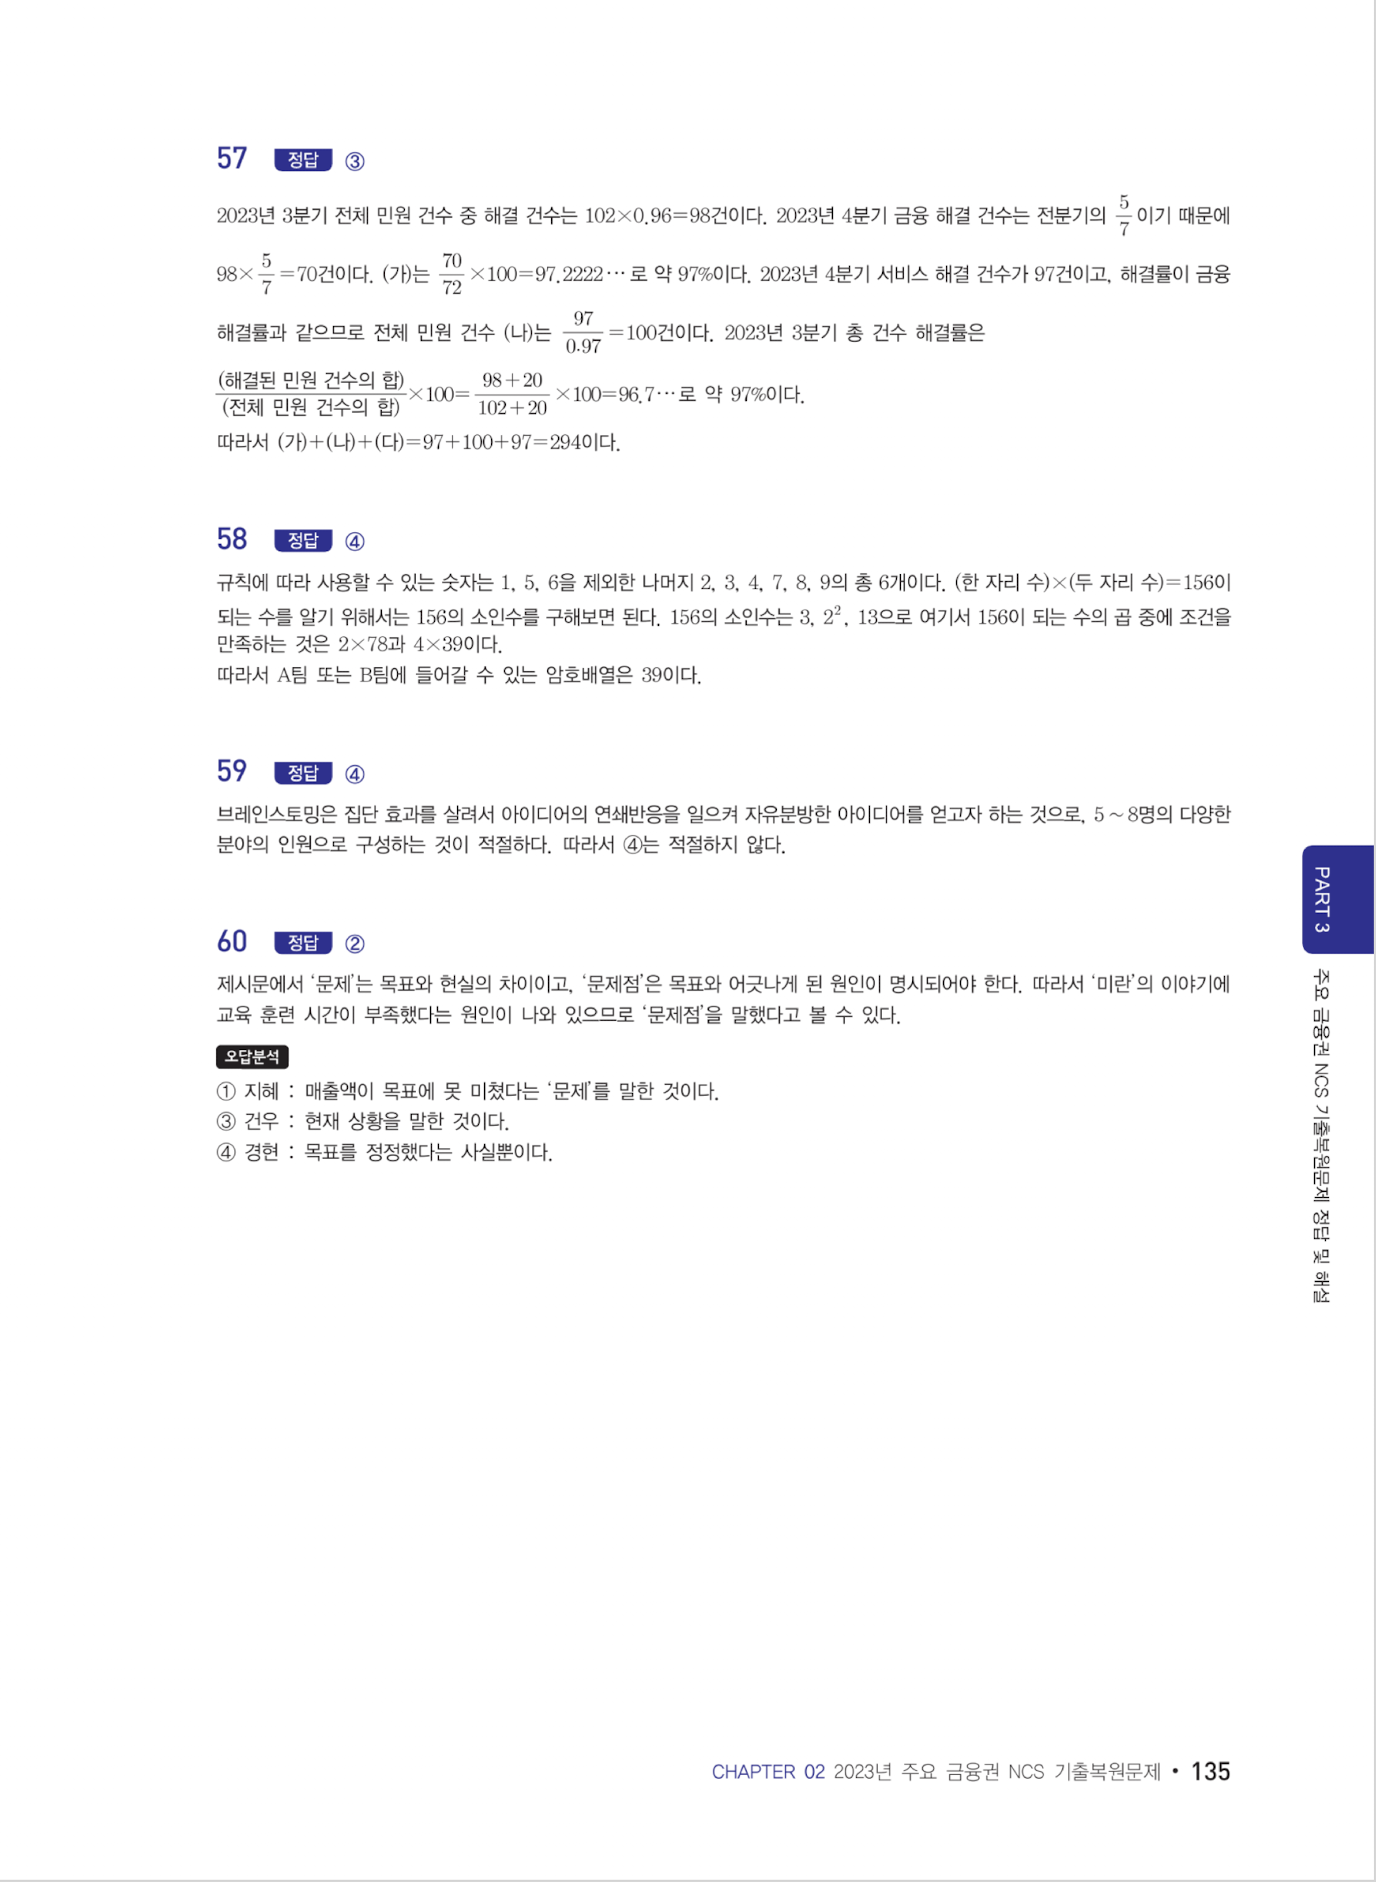 57 정답 ③
2023년 3분기 전체 민원 건수 중 해결 건수는 102×0.96=98건이다. 2023년 4분기 금융 해결 건수는 전분기의 5/7이기 때문에
98×5/7=70건이다. (가)는 70/72×100=97.2222…로 약 97%이다. 2023년 4분기 서비스 해결 건수가 97건이고, 해결률이 금융
해결률과 같으므로 전체 민원 건수 (나)는 97/0.97=100건이다. 2023년 3분기 총 건수 해결률은
(해결된 민원 건수의 합)/(전체 민원 건수의 합)×100=98+20/102+20×100=96.7…로 약 97%이다.
따라서 (가)+(나)+(다)=97+100+97=294이다.
58 정답 ④
규칙에 따라 사용할 수 있는 숫자는 1, 5, 6을 제외한 나머지 2, 3, 4, 7, 8, 9의 총 6개이다. (한 자리 수)×(두 자리 수)=156이
되는 수를 알기 위해서는 156의 소인수를 구해보면 된다. 156의 소인수는 3, 2², 13으로 여기서 156이 되는 수의 곱 중에 조건을
만족하는 것은 2×78과 4×39이다.
따라서 A팀 또는 B팀에 들어갈 수 있는 암호배열은 39이다.
59 정답 ④
브레인스토밍은 집단 효과를 살려서 아이디어의 연쇄반응을 일으켜 자유분방한 아이디어를 얻고자 하는 것으로, 5～8명의 다양한
분야의 인원으로 구성하는 것이 적절하다. 따라서 ④는 적절하지 않다.
60 정답 ②
제시문에서 ‘문제’는 목표와 현실의 차이이고, ‘문제점’은 목표와 어긋나게 된 원인이 명시되어야 한다. 따라서 ‘미란’의 이야기에
교육 훈련 시간이 부족했다는 원인이 나와 있으므로 ‘문제점’을 말했다고 볼 수 있다.
오답분석
① 지혜 : 매출액이 목표에 못 미쳤다는 ‘문제’를 말한 것이다.
③ 건우 : 현재 상황을 말한 것이다.
④ 경현 : 목표를 정정했다는 사실뿐이다.
PART 3
주요 금융권 NCS 기출복원문제 정답 및 해설
CHAPTER 02 2023년 주요 금융권 NCS 기출복원문제 • 135